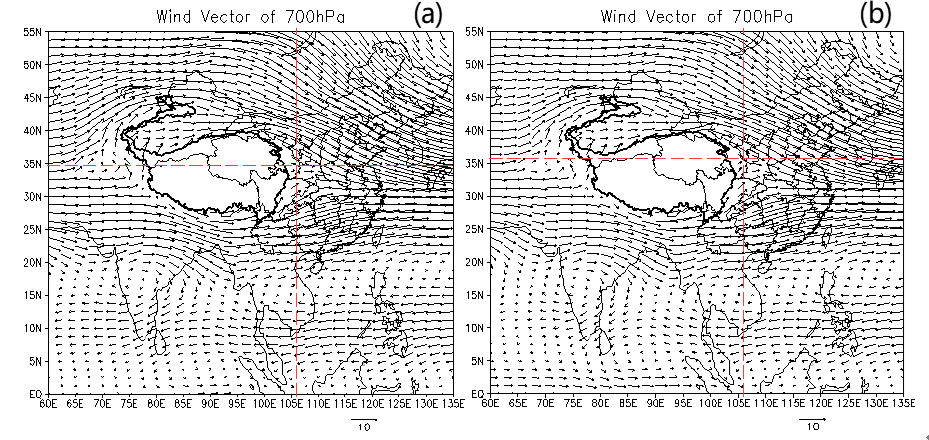 Wind Vector of 700hPa (a)
55N
50N
45N
40N
35N
30N
25N
20N
15N
10N
5N
EQ
60E 65E 70E 75E 80E 85E 90E 95E 100E 105E 110E 115E 120E 125E 130E 135E
10
Wind Vector of 700hPa (b)
55N
50N
45N
40N
35N
30N
25N
20N
15N
10N
5N
EQ
60E 65E 70E 75E 80E 85E 90E 95E 100E 105E 110E 115E 120E 125E 130E 135E
10